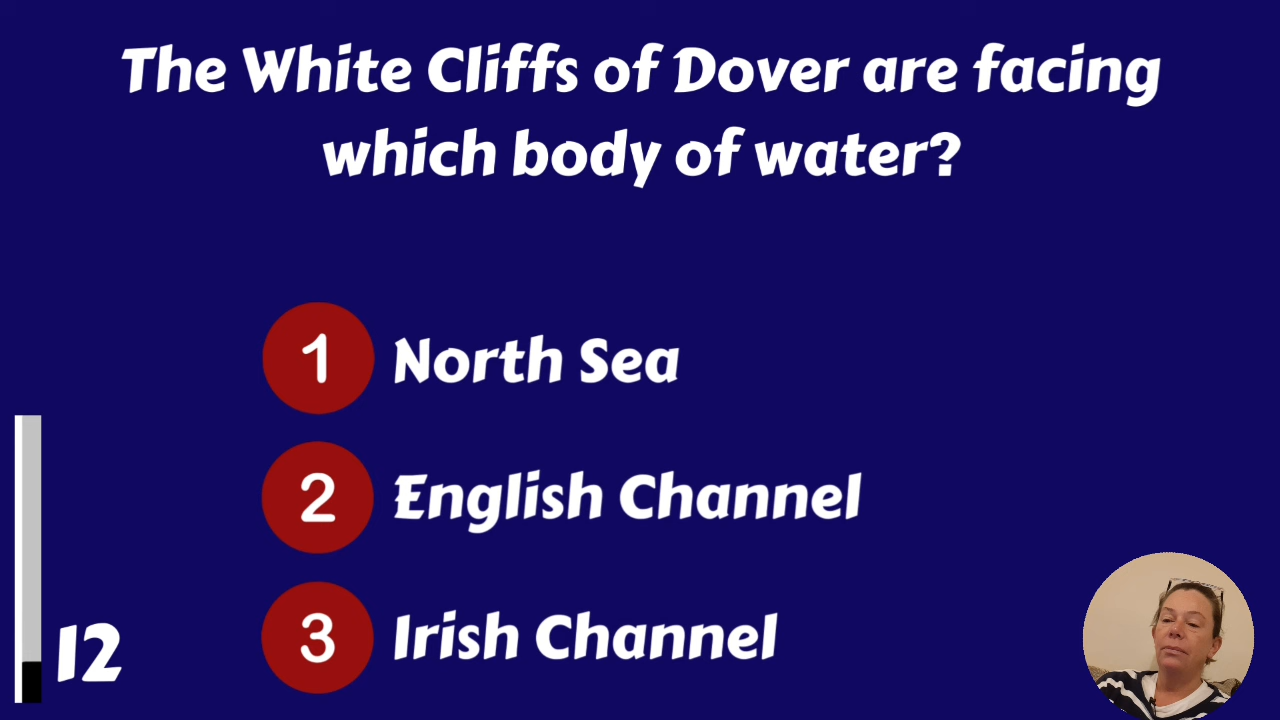 The White Cliffs of Dover are facing
which body of water?
1 North Sea
2 English Channel
3 Irish Channel
12